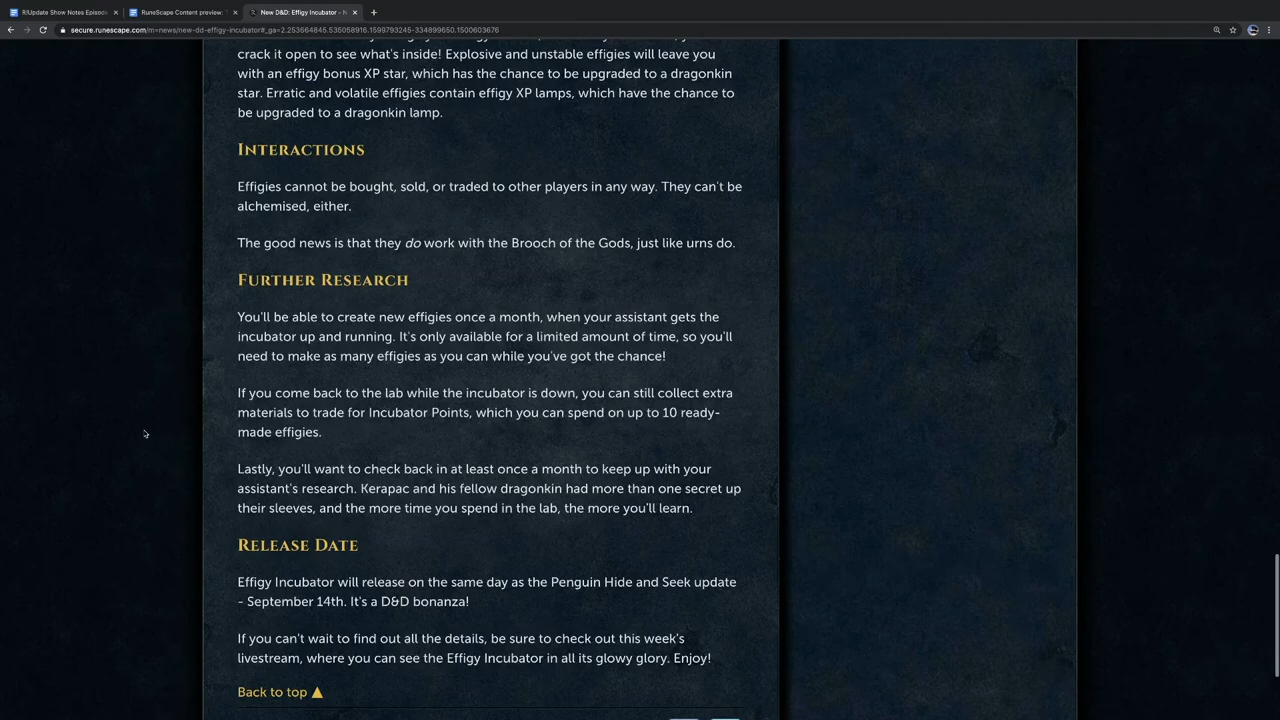 R!Update Show Notes Episode
RuneScape Content preview: T
New D&D: Effigy Incubator – N
secure.runescape.com/m=news/new-dd-effigy-incubator#_ga=2.253664845.535058916.1599793245-334899650.1500603676
crack it open to see what's inside! Explosive and unstable effigies will leave you
with an effigy bonus XP star, which has the chance to be upgraded to a dragonkin
star. Erratic and volatile effigies contain effigy XP lamps, which have the chance to
be upgraded to a dragonkin lamp.
Interactions
Effigies cannot be bought, sold, or traded to other players in any way. They can't be
alchemised, either.
The good news is that they do work with the Brooch of the Gods, just like urns do.
Further Research
You'll be able to create new effigies once a month, when your assistant gets the
incubator up and running. It's only available for a limited amount of time, so you'll
need to make as many effigies as you can while you've got the chance!
If you come back to the lab while the incubator is down, you can still collect extra
materials to trade for Incubator Points, which you can spend on up to 10 ready-
made effigies.
Lastly, you'll want to check back in at least once a month to keep up with your
assistant's research. Kerapac and his fellow dragonkin had more than one secret up
their sleeves, and the more time you spend in the lab, the more you'll learn.
Release Date
Effigy Incubator will release on the same day as the Penguin Hide and Seek update
- September 14th. It's a D&D bonanza!
If you can't wait to find out all the details, be sure to check out this week's
livestream, where you can see the Effigy Incubator in all its glowy glory. Enjoy!
Back to top ▲